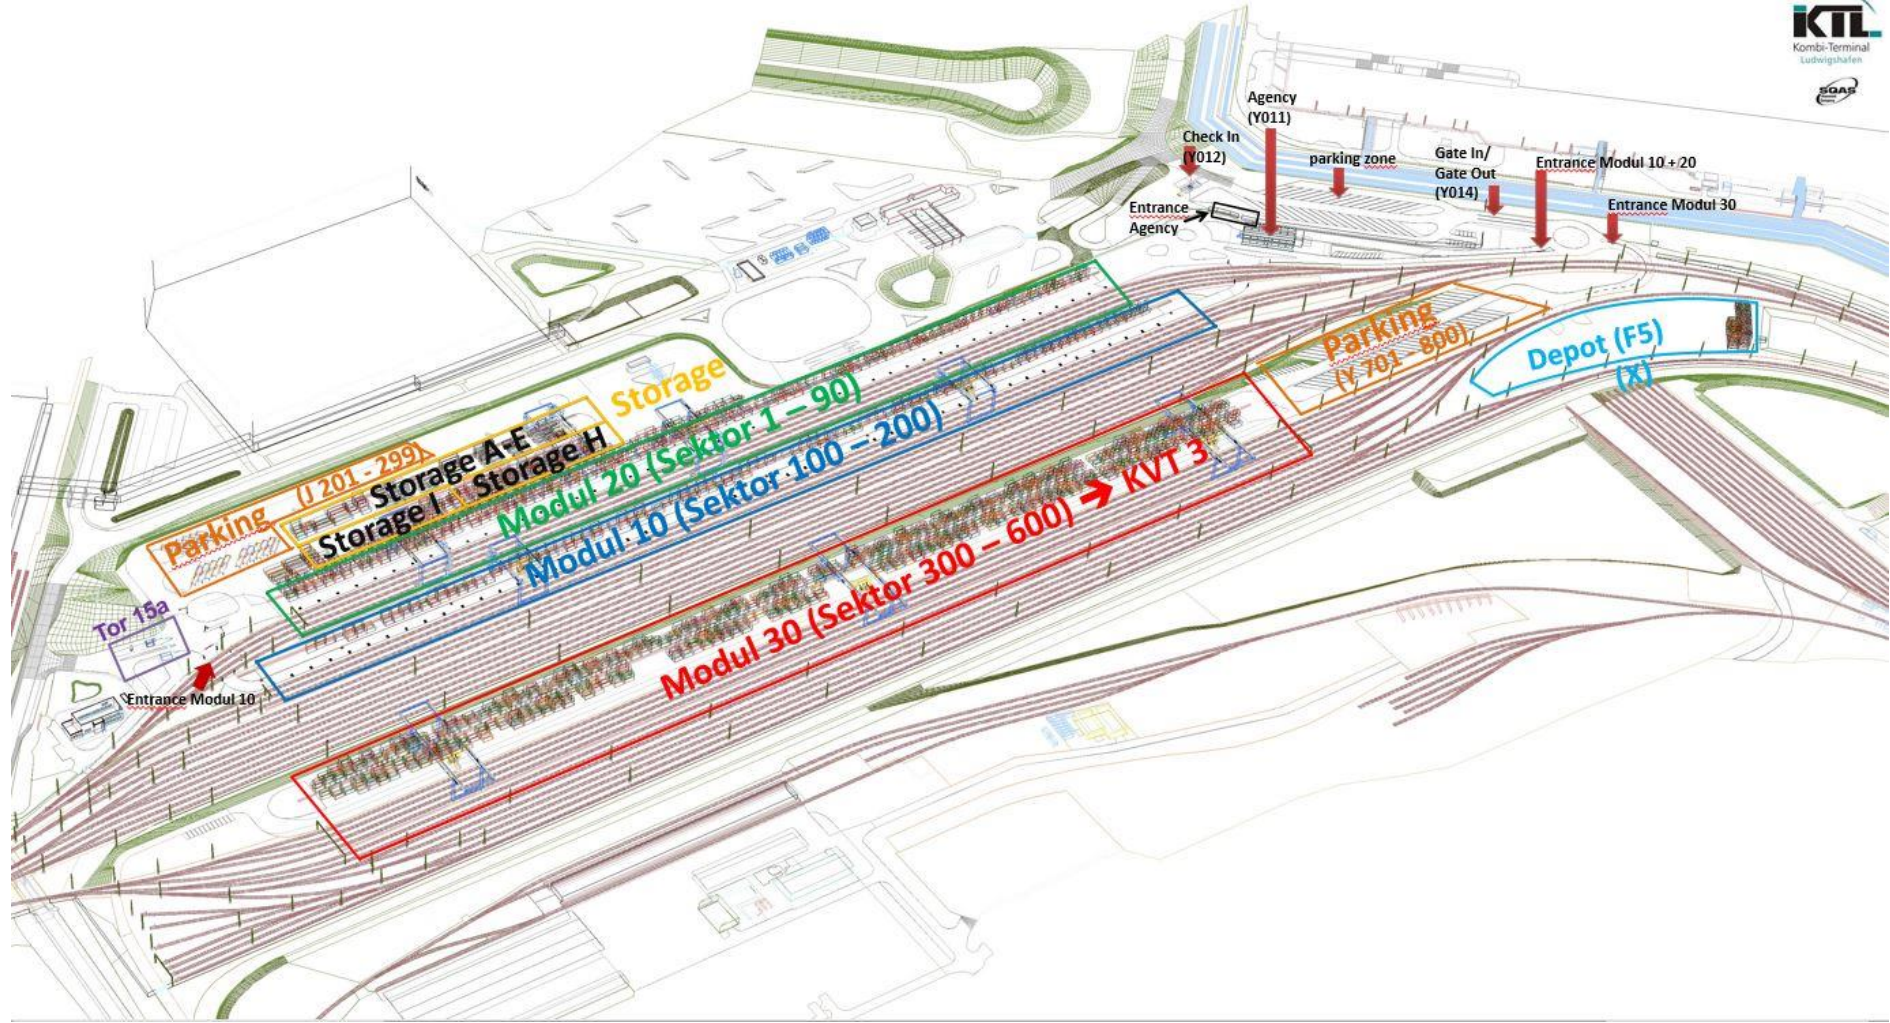 KTL
Kombi-Terminal
Ludwigshafen
SQAS
Agency
(Y011)
Check In
(Y012)
parking zone
Gate In/
Gate Out
(Y014)
Entrance Modul 10 + 20
Entrance Modul 30
Entrance
Agency
Parking
(Y 701 - 800)
Depot (F5)
(X)
Storage
Storage A-E
Storage H
Storage I
Parking
(J 201 - 299)
Modul 20 (Sektor 1 – 90)
Modul 10 (Sektor 100 – 200)
Modul 30 (Sektor 300 – 600) → KVT 3
Tor 15a
Entrance Modul 10